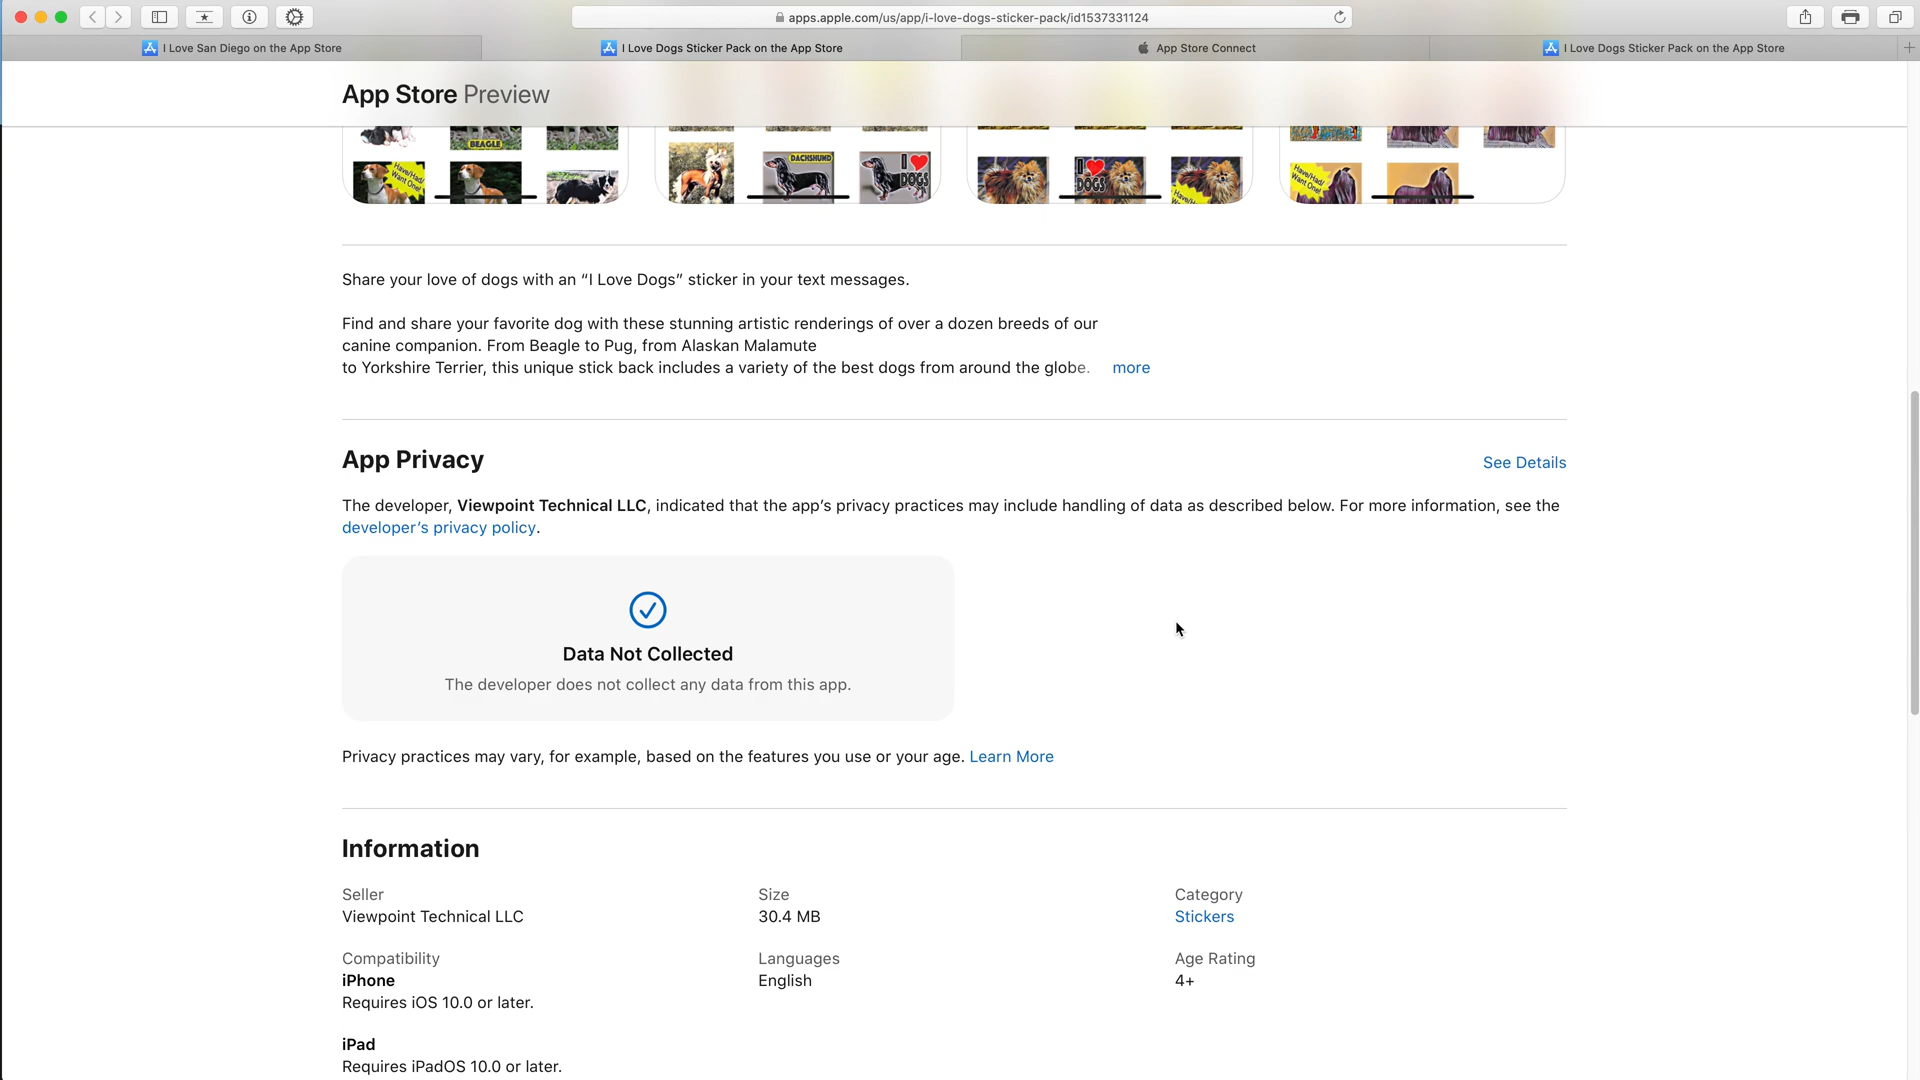 apps.apple.com/us/app/i-love-dogs-sticker-pack/id1537331124
I Love San Diego on the App Store
I Love Dogs Sticker Pack on the App Store
App Store Connect
I Love Dogs Sticker Pack on the App Store
App Store Preview
BEAGLE
Have/Had/
Want One!
DACHSHUND
I
DOGS
I
DOGS
Have/Had/
Want One!
Share your love of dogs with an “I Love Dogs” sticker in your text messages.
Find and share your favorite dog with these stunning artistic renderings of over a dozen breeds of our
canine companion. From Beagle to Pug, from Alaskan Malamute
to Yorkshire Terrier, this unique stick back includes a variety of the best dogs from around the globe. more
App Privacy
See Details
The developer, Viewpoint Technical LLC, indicated that the app’s privacy practices may include handling of data as described below. For more information, see the
developer’s privacy policy.
Data Not Collected
The developer does not collect any data from this app.
Privacy practices may vary, for example, based on the features you use or your age. Learn More
Information
Seller
Viewpoint Technical LLC
Size
30.4 MB
Category
Stickers
Compatibility
iPhone
Requires iOS 10.0 or later.
Languages
English
Age Rating
4+
iPad
Requires iPadOS 10.0 or later.